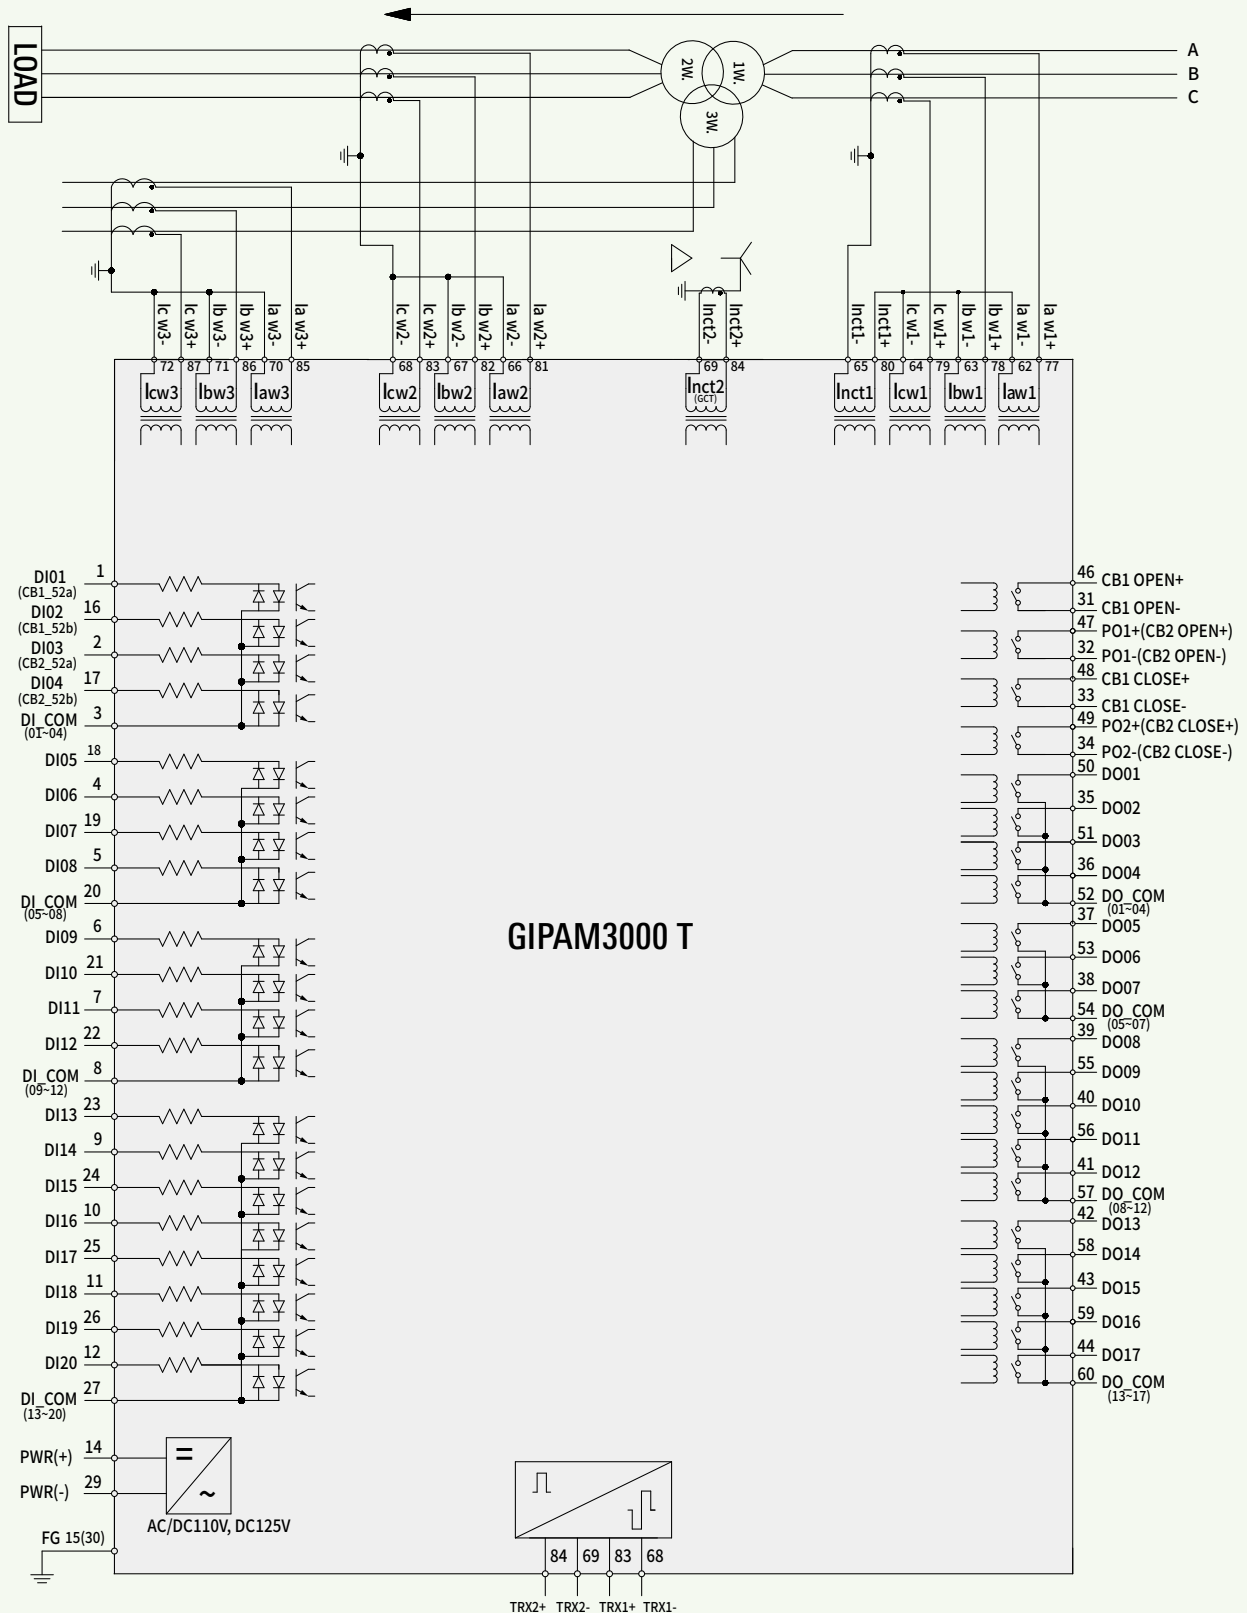 LOAD
2W.
1W.
3W.
A
B
C
Ic w3-
Ic w3+
Ib w3-
Ib w3+
Ia w3-
Ia w3+
Ic w2-
Ic w2+
Ib w2-
Ib w2+
Ia w2-
Ia w2+
Inct2-
Inct2+
Inct1-
Inct1+
Ic w1-
Ic w1+
Ib w1-
Ib w1+
Ia w1-
Ia w1+
72 87 71 86 70 85
68 83 67 82 66 81
69 84
65 80 64 79 63 78 62 77
Icw3 Ibw3 Iaw3
Icw2 Ibw2 Iaw2
Inct2
(GCT)
Inct1 Icw1 Ibw1 Iaw1
DI01 1
(CB1_52a)
DI02 16
(CB1_52b)
DI03 2
(CB2_52a)
DI04 17
(CB2_52b)
DI_COM 3
(01~04)
DI05 18
DI06 4
DI07 19
DI08 5
DI_COM 20
(05~08)
DI09 6
DI10 21
DI11 7
DI12 22
DI_COM 8
(09~12)
DI13 23
DI14 9
DI15 24
DI16 10
DI17 25
DI18 11
DI19 26
DI20 12
DI_COM 27
(13~20)
PWR(+) 14
PWR(-) 29
AC/DC110V, DC125V
FG 15(30)
GIPAM3000 T
46 CB1 OPEN+
31 CB1 OPEN-
47 PO1+(CB2 OPEN+)
32 PO1-(CB2 OPEN-)
48 CB1 CLOSE+
33 CB1 CLOSE-
49 PO2+(CB2 CLOSE+)
34 PO2-(CB2 CLOSE-)
50 DO01
35 DO02
51 DO03
36 DO04
52 DO_COM
(01~04)
37 DO05
53 DO06
38 DO07
54 DO_COM
(05~07)
39 DO08
55 DO09
40 DO10
56 DO11
41 DO12
57 DO_COM
(08~12)
42 DO13
58 DO14
43 DO15
59 DO16
44 DO17
60 DO_COM
(13~17)
84 69 83 68
TRX2+ TRX2- TRX1+ TRX1-